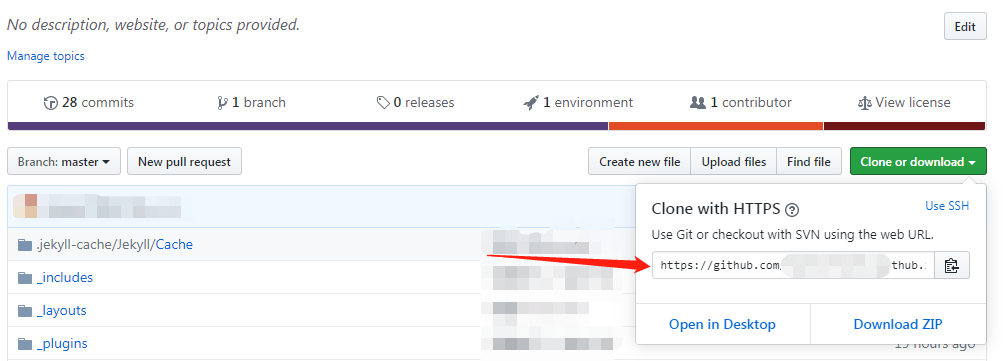 No description, website, or topics provided.
Edit
Manage topics
28 commits
1 branch
0 releases
1 environment
1 contributor
View license
Branch: master
New pull request
Create new file
Upload files
Find file
Clone or download
Clone with HTTPS
Use SSH
Use Git or checkout with SVN using the web URL.
.jekyll-cache/Jekyll/Cache
_includes
https://github.com/ thub.
_layouts
Open in Desktop
Download ZIP
_plugins
19 hours ago